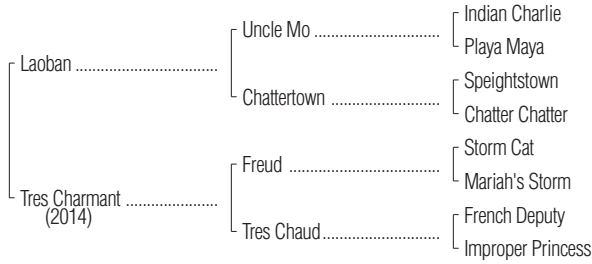 Indian Charlie
Uncle Mo ..............................
Playa Maya
Laoban ..................................
Speightstown
Chattertown ..........................
Chatter Chatter
Storm Cat
Freud ....................................
Mariah's Storm
Tres Charmant ......................
(2014)
French Deputy
Tres Chaud............................
Improper Princess